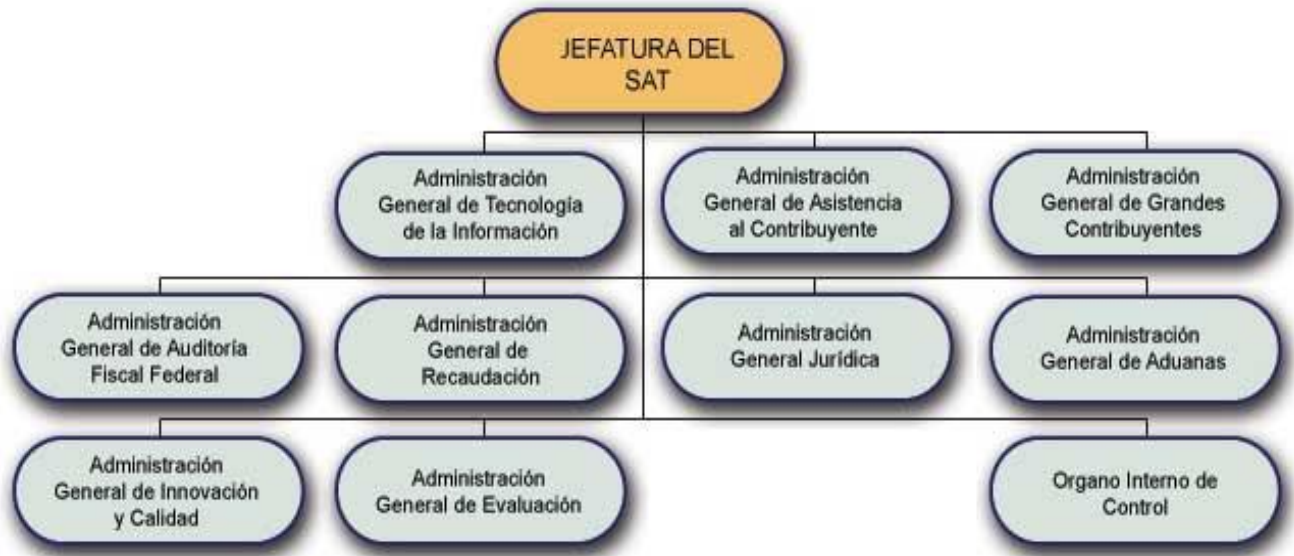 JEFATURA DEL
SAT
Administración
General de Tecnología
de la Información
Administración
General de Asistencia
al Contribuyente
Administración
General de Grandes
Contribuyentes
Administración
General de Auditoría
Fiscal Federal
Administración
General de
Recaudación
Administración
General Jurídica
Administración
General de Aduanas
Administración
General de Innovación
y Calidad
Administración
General de Evaluación
Organo Interno de
Control